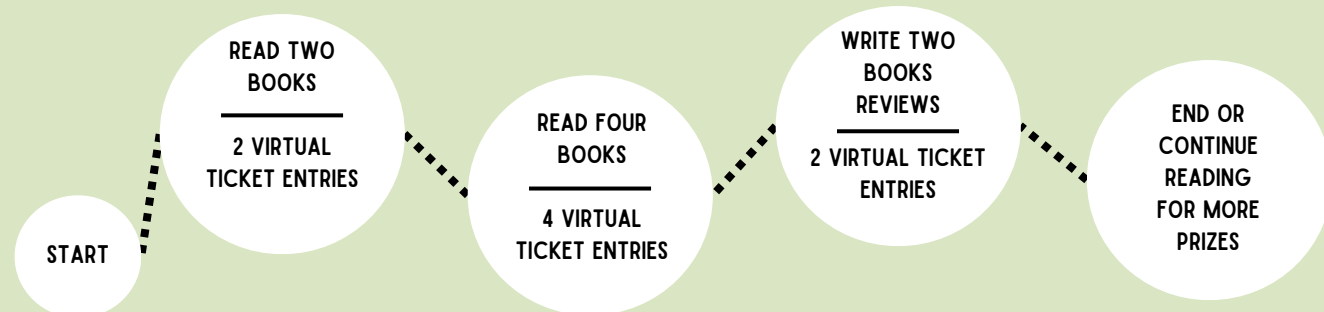 START
READ TWO
BOOKS
2 VIRTUAL
TICKET ENTRIES
READ FOUR
BOOKS
4 VIRTUAL
TICKET ENTRIES
WRITE TWO
BOOKS
REVIEWS
2 VIRTUAL TICKET
ENTRIES
END OR
CONTINUE
READING
FOR MORE
PRIZES